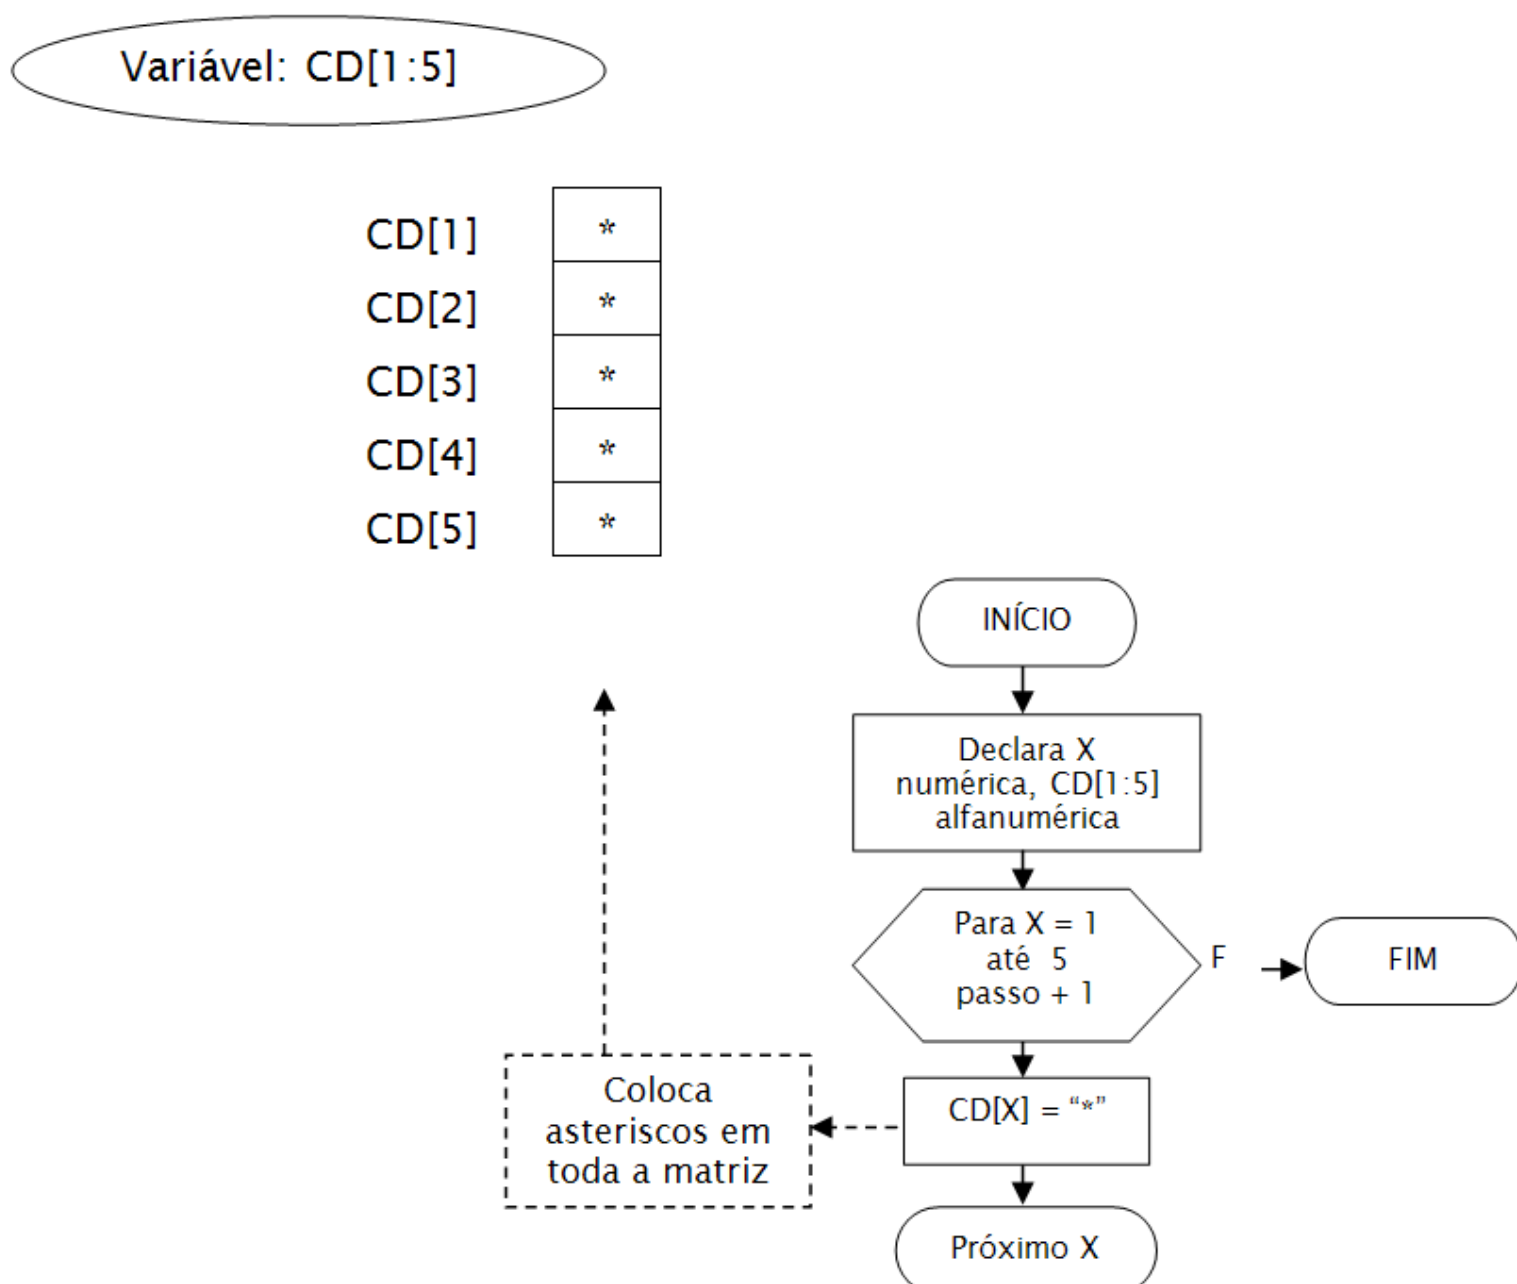 Variável: CD[1:5]
CD[1] *
CD[2] *
CD[3] *
CD[4] *
CD[5] *
INÍCIO
Declara X
numérica, CD[1:5]
alfanumérica
Para X = 1
até 5
passo + 1
F
FIM
Coloca
asteriscos em
toda a matriz
CD[X] = “*”
Próximo X